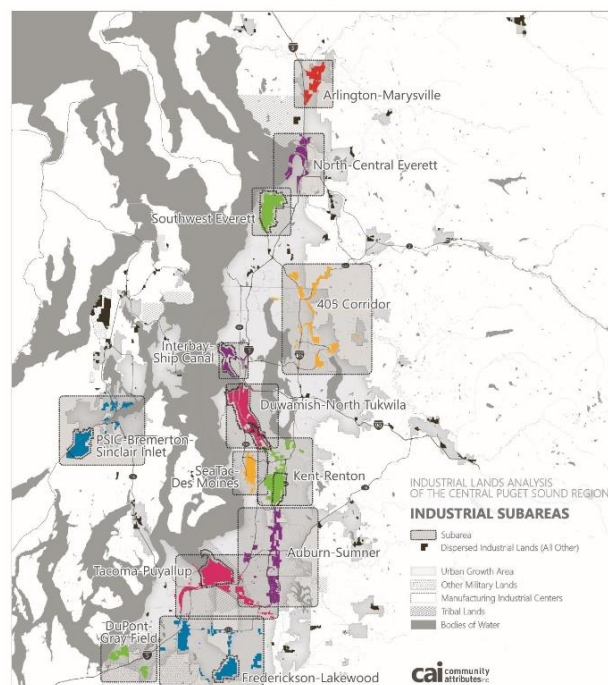 Arlington-Marysville
North-Central Everett
Southwest Everett
405 Corridor
Interbay-
Ship Canal
Duwamish-North Tukwila
PSIC-Bremerton-
Sinclair Inlet
SeaTac-
Des Moines
Kent-Renton
Auburn-Sumner
Tacoma-Puyallup
DuPont-
Gray Field
Frederickson-Lakewood
INDUSTRIAL LANDS ANALYSIS
OF THE CENTRAL PUGET SOUND REGION
INDUSTRIAL SUBAREAS
Subarea
Dispersed Industrial Lands (All Other)
Urban Growth Area
Other Military Lands
Manufacturing Industrial Centers
Tribal Lands
Bodies of Water
cai community
attributes